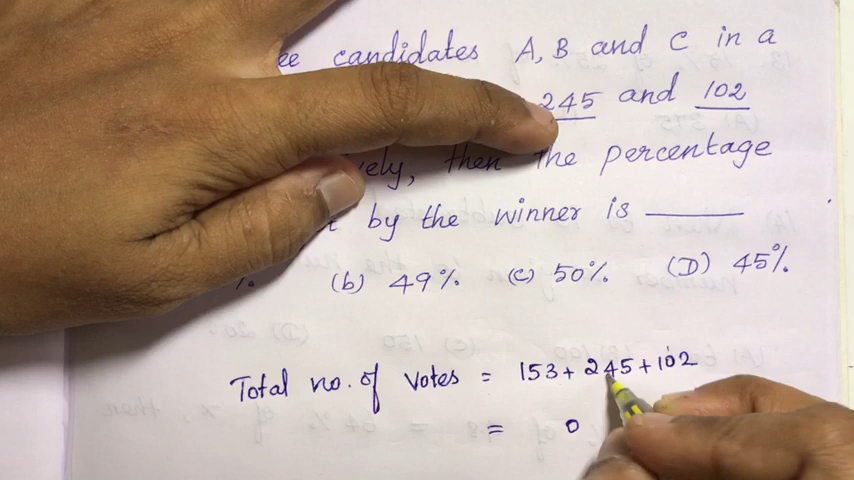 candidates A, B and C in a
245 and 102
then the percentage
by the winner is
(b) 49% (c) 50% (D) 45%
Total no. of Votes = 153 + 245 + 102
= 0